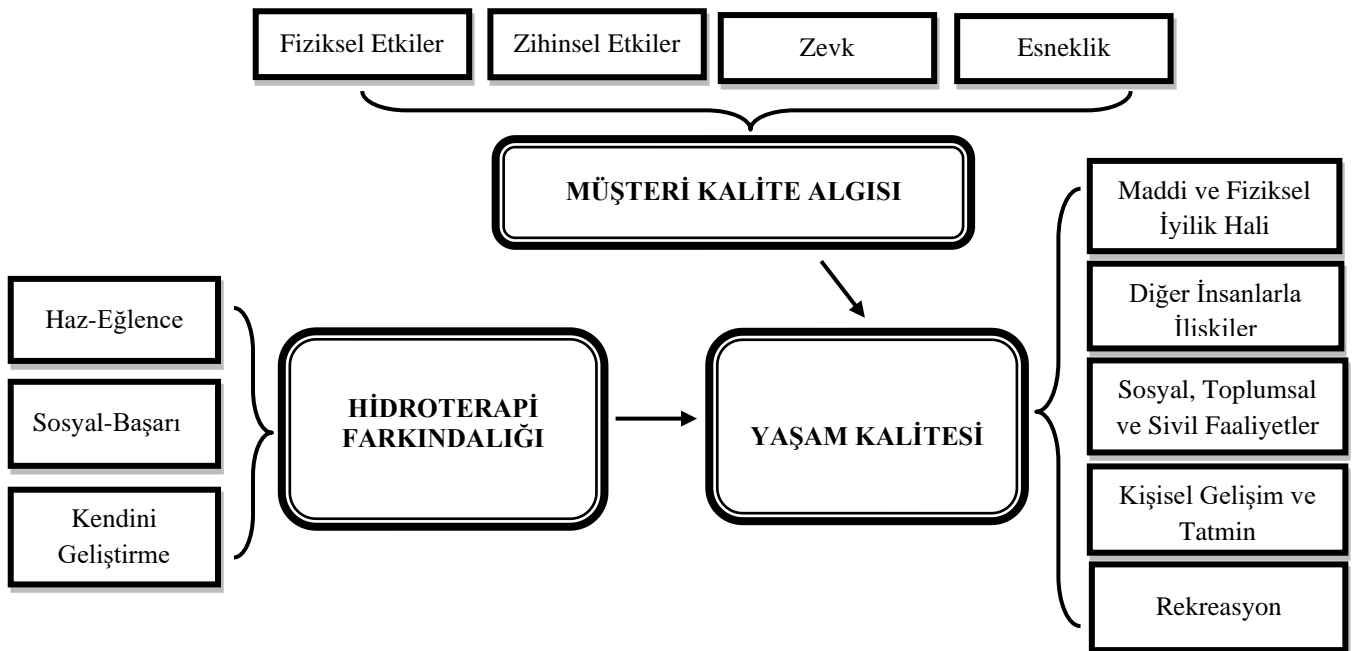 Fiziksel Etkiler
Zihinsel Etkiler
Zevk
Esneklik
MÜŞTERİ KALİTE ALGISI
Haz-Eğlence
Sosyal-Başarı
Kendini
Geliştirme
HİDROTERAPİ
FARKINDALIĞI
YAŞAM KALİTESİ
Maddi ve Fiziksel
İyilik Hali
Diğer İnsanlarla
İlişkiler
Sosyal, Toplumsal
ve Sivil Faaliyetler
Kişisel Gelişim ve
Tatmin
Rekreasyon